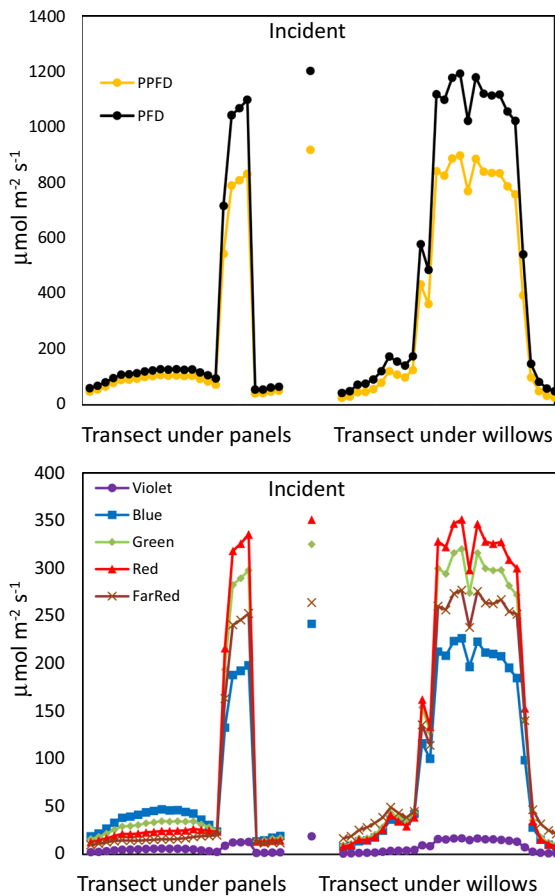 1400
1200
1000
800
600
400
200
0
μmol m-2 s-1
Incident
PPFD
PFD
Transect under panels
Transect under willows
400
350
300
250
200
150
100
50
0
μmol m-2 s-1
Incident
Violet
Blue
Green
Red
FarRed
Transect under panels
Transect under willows